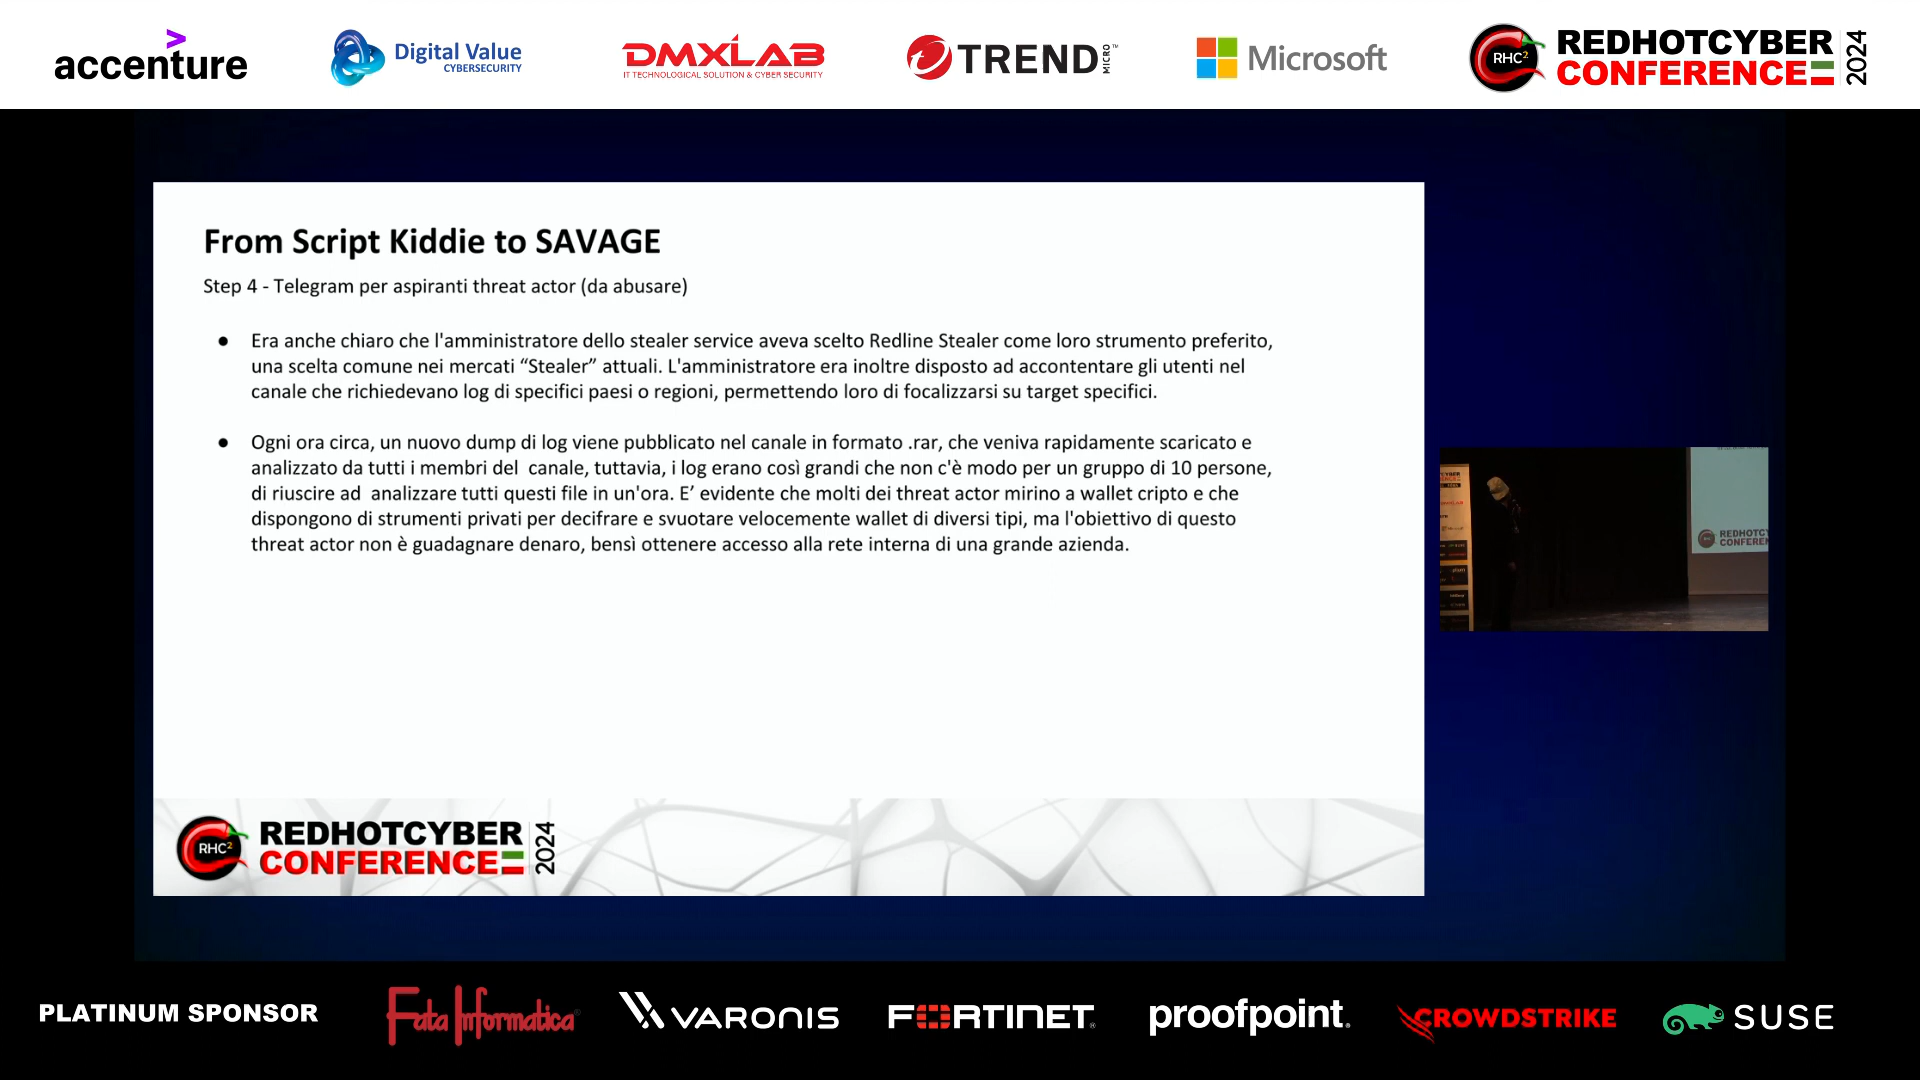 accenture
Digital Value
CYBERSECURITY
DMXLAB
IT TECHNOLOGICAL SOLUTION & CYBER SECURITY
TREND MICRO™
Microsoft
RHC²
REDHOTCYBER
CONFERENCE
2024
From Script Kiddie to SAVAGE
Step 4 - Telegram per aspiranti threat actor (da abusare)
● Era anche chiaro che l'amministratore dello stealer service aveva scelto Redline Stealer come loro strumento preferito,
una scelta comune nei mercati “Stealer” attuali. L'amministratore era inoltre disposto ad accontentare gli utenti nel
canale che richiedevano log di specifici paesi o regioni, permettendo loro di focalizzarsi su target specifici.
● Ogni ora circa, un nuovo dump di log viene pubblicato nel canale in formato .rar, che veniva rapidamente scaricato e
analizzato da tutti i membri del  canale, tuttavia, i log erano così grandi che non c'è modo per un gruppo di 10 persone,
di riuscire ad  analizzare tutti questi file in un'ora. E’ evidente che molti dei threat actor mirino a wallet cripto e che
dispongono di strumenti privati per decifrare e svuotare velocemente wallet di diversi tipi, ma l'obiettivo di questo
threat actor non è guadagnare denaro, bensì ottenere accesso alla rete interna di una grande azienda.
REDHOTC
CONFEREN
RHC²
REDHOTCYBER
CONFERENCE
2024
PLATINUM SPONSOR
Fata Informatica
VARONIS
FORTINET®
proofpoint.
CROWDSTRIKE
SUSE